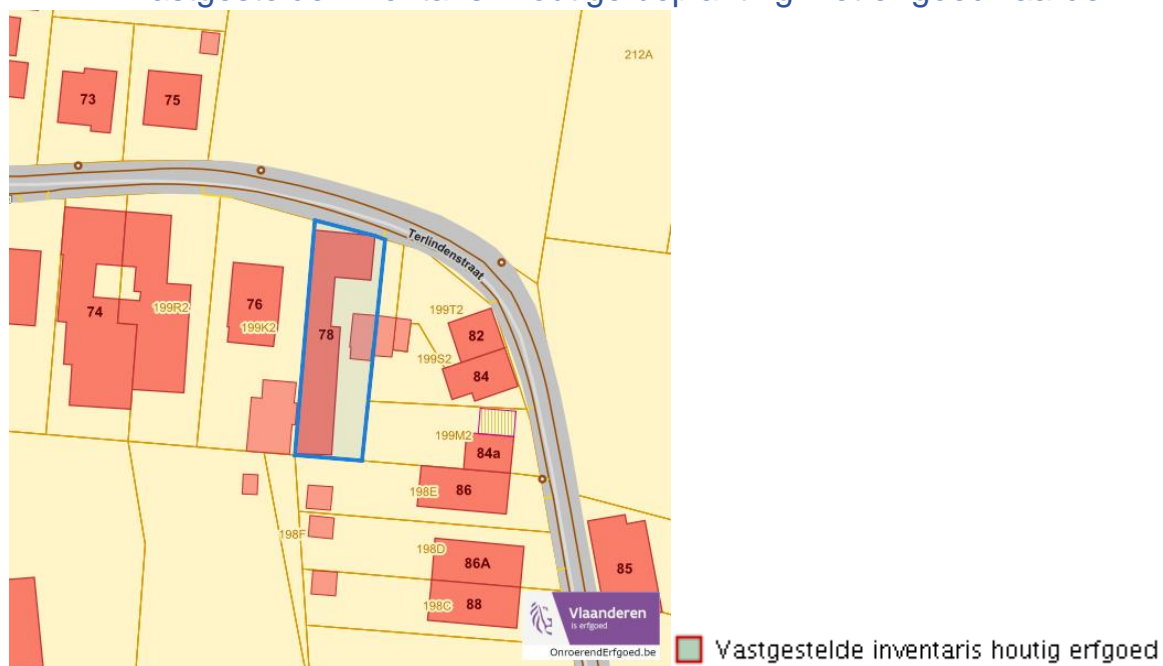 212A
73
75
Terlindenstraat
74
199R2
76
199K2
78
199T2
82
199S2
84
199M2
84a
198E
86
198F
198D
86A
85
198C
88
Vlaanderen
is erfgoed
OnroerendErfgoed.be
Vastgestelde inventaris houtig erfgoed